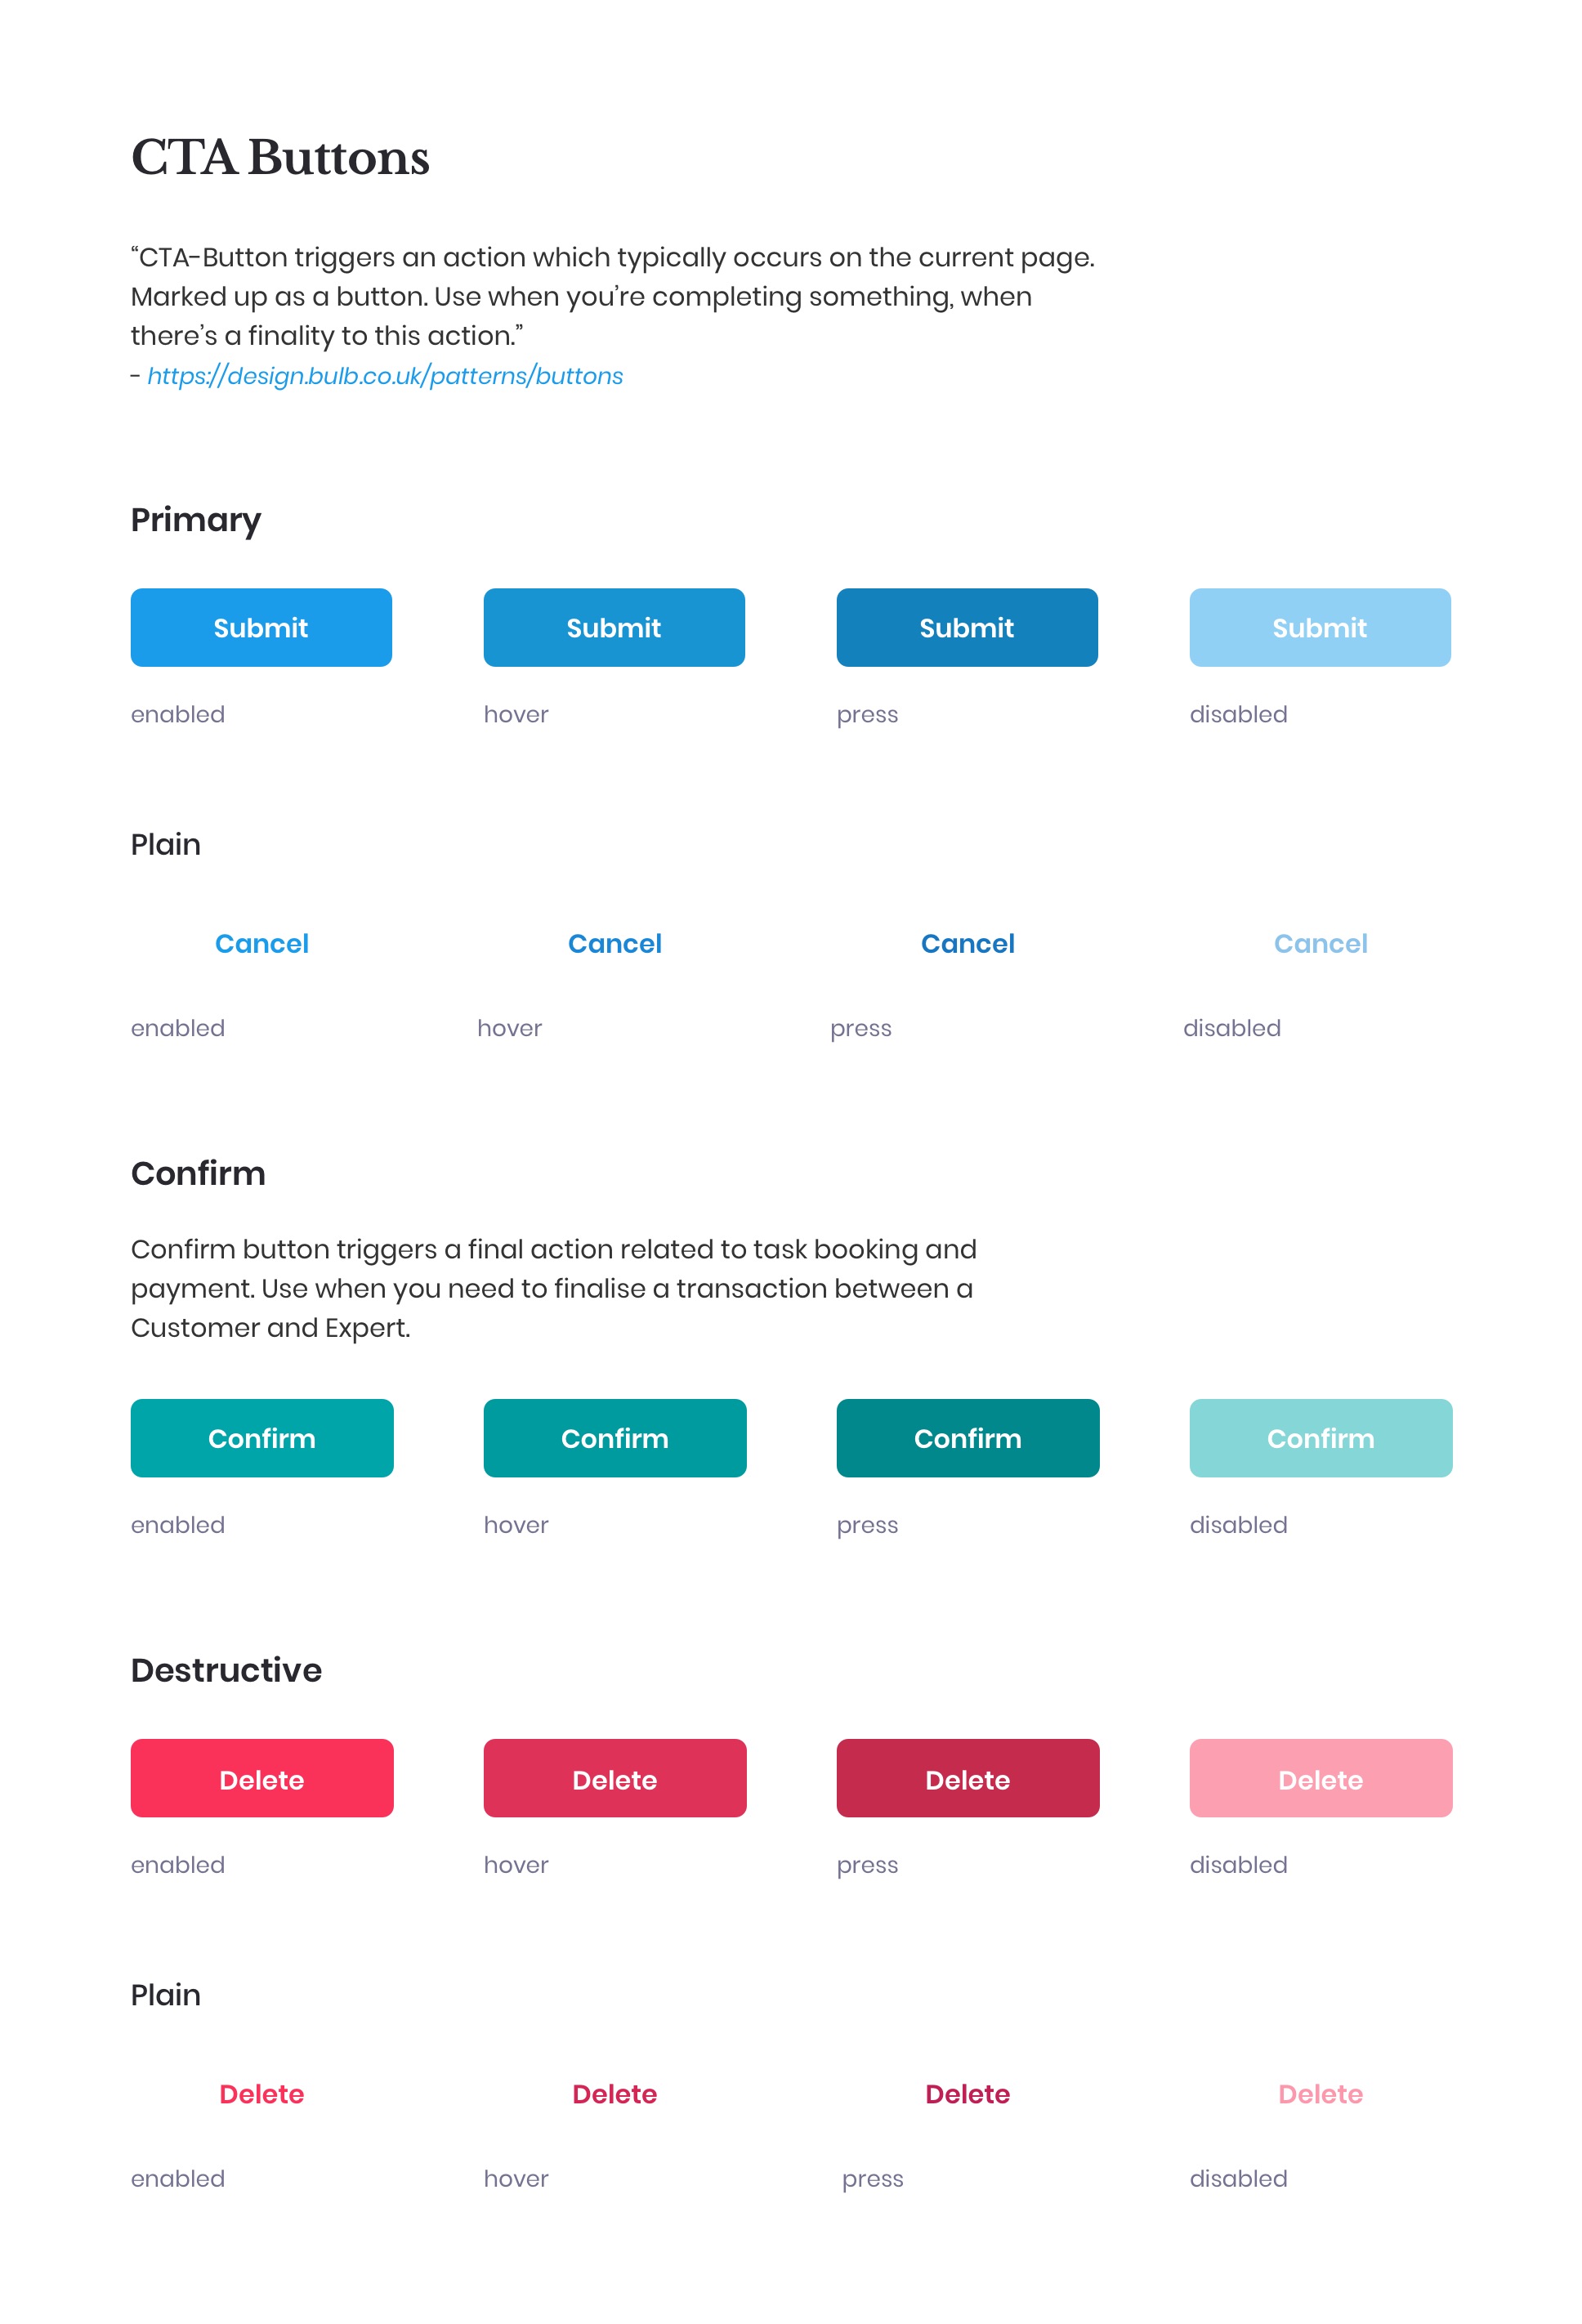 CTA Buttons
“CTA-Button triggers an action which typically occurs on the current page.
Marked up as a button. Use when you’re completing something, when
there’s a finality to this action.”
- https://design.bulb.co.uk/patterns/buttons
Primary
Submit Submit Submit Submit
enabled hover press disabled
Plain
Cancel Cancel Cancel Cancel
enabled hover press disabled
Confirm
Confirm button triggers a final action related to task booking and
payment. Use when you need to finalise a transaction between a
Customer and Expert.
Confirm Confirm Confirm Confirm
enabled hover press disabled
Destructive
Delete Delete Delete Delete
enabled hover press disabled
Plain
Delete Delete Delete Delete
enabled hover press disabled